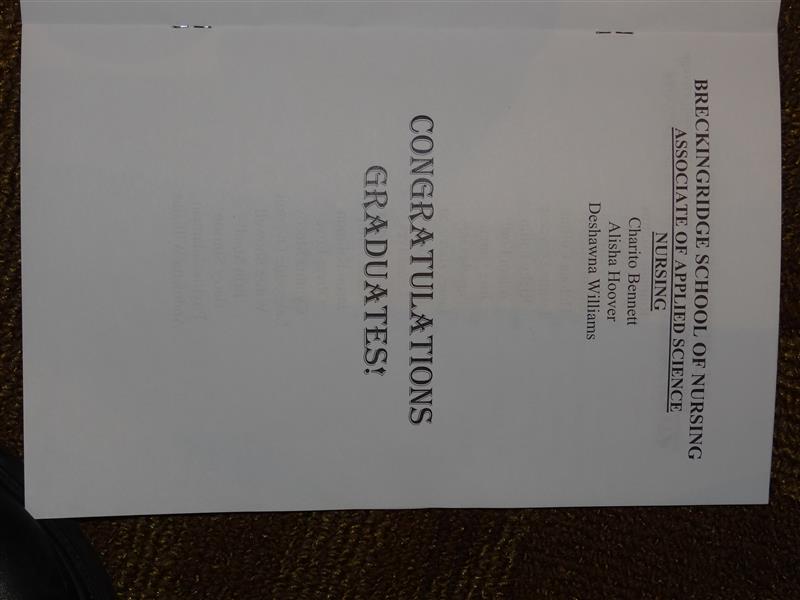 BRECKINGRIDGE SCHOOL OF NURSING
ASSOCIATE OF APPLIED SCIENCE
NURSING
Charito Bennett
Alisha Hoover
Deshawna Williams
CONGRATULATIONS
GRADUATES!